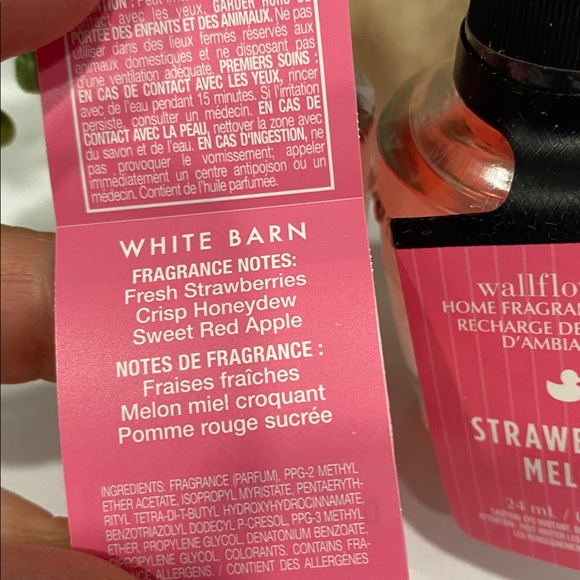 contact avec les yeux. GARDER HORS DE
PORTÉE DES ENFANTS ET DES ANIMAUX. Ne pas
utiliser dans des lieux fermés réservés aux
animaux domestiques et ne disposant pas
d'une ventilation adéquate. PREMIERS SOINS :
EN CAS DE CONTACT AVEC LES YEUX, rincer
avec de l'eau pendant 15 minutes. Si l'irritation
persiste, consulter un médecin. EN CAS DE
CONTACT AVEC LA PEAU, nettoyer la zone avec
du savon et de l'eau. EN CAS D'INGESTION, ne
pas provoquer le vomissement; appeler
immédiatement un centre antipoison ou un
médecin. Contient de l'huile parfumée.
WHITE BARN
FRAGRANCE NOTES:
Fresh Strawberries
Crisp Honeydew
Sweet Red Apple
NOTES DE FRAGRANCE :
Fraises fraîches
Melon miel croquant
Pomme rouge sucrée
INGREDIENTS: FRAGRANCE (PARFUM), PPG-2 METHYL
ETHER ACETATE, ISOPROPYL MYRISTATE, PENTAERYTH-
RITYL TETRA-DI-T-BUTYL HYDROXYHYDROCINNAMATE,
BENZOTRIAZOLYL DODECYL P-CRESOL, PPG-3 METHYL
ETHER, PROPYLENE GLYCOL, DENATONIUM BENZOATE
DIPROPYLENE GLYCOL, COLORANTS. CONTAINS FRA-
ALLERGENS. / CONTIENT DES ALLERGÈNES
wallflo
HOME FRAGRAN
RECHARGE DE
D'AMBIA
STRAWB
MEL
24 mL /